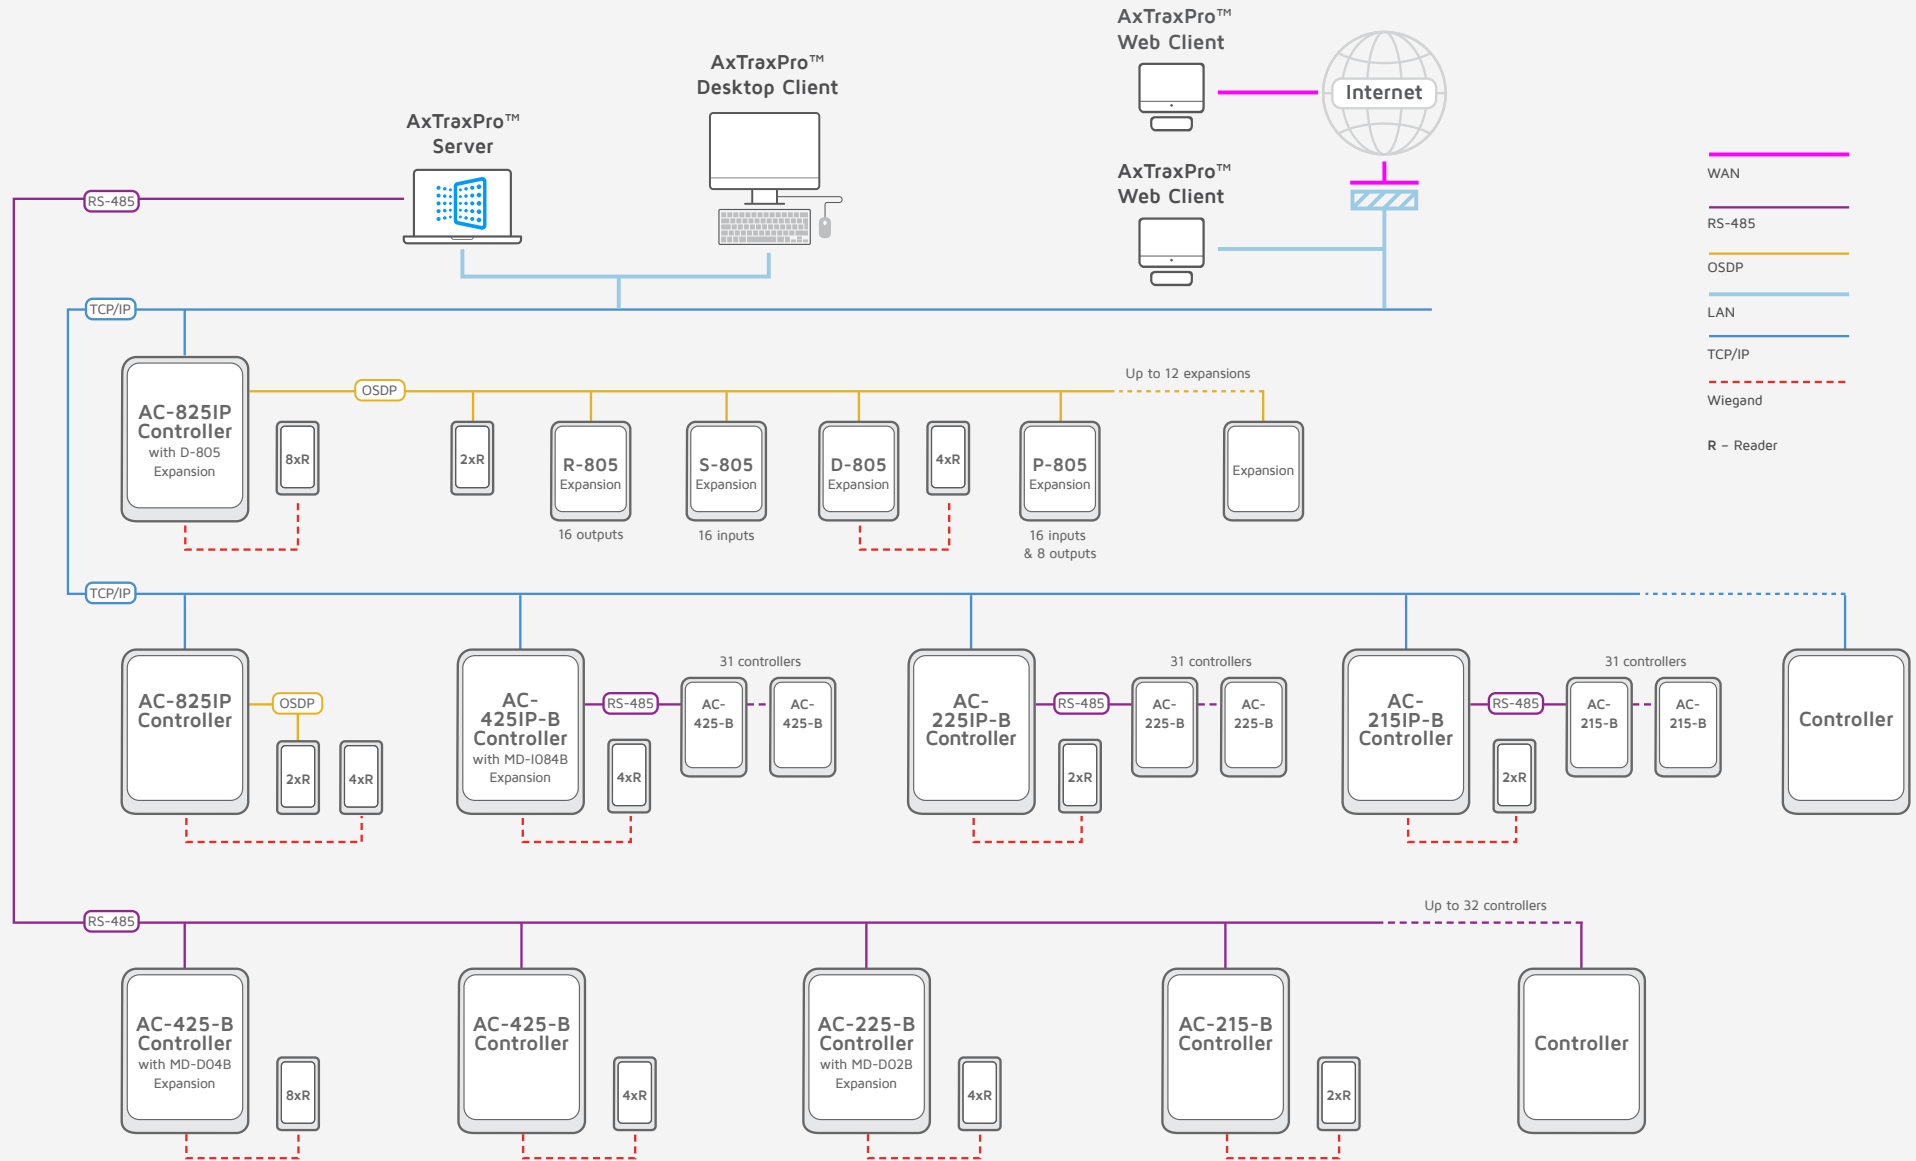 AxTraxPro™
Web Client
Internet
AxTraxPro™
Desktop Client
AxTraxPro™
Server
AxTraxPro™
Web Client
WAN
RS-485
OSDP
LAN
TCP/IP
Wiegand
R – Reader
RS-485
TCP/IP
AC-825IP
Controller
with D-805
Expansion
8xR
OSDP
2xR
R-805
Expansion
16 outputs
S-805
Expansion
16 inputs
D-805
Expansion
4xR
P-805
Expansion
16 inputs
& 8 outputs
Up to 12 expansions
Expansion
TCP/IP
AC-825IP
Controller
OSDP
2xR
4xR
AC-
425IP-B
Controller
with MD-IO84B
Expansion
RS-485
4xR
31 controllers
AC-
425-B
AC-
425-B
AC-
225IP-B
Controller
RS-485
2xR
31 controllers
AC-
225-B
AC-
225-B
AC-
215IP-B
Controller
RS-485
2xR
31 controllers
AC-
215-B
AC-
215-B
Controller
RS-485
Up to 32 controllers
AC-425-B
Controller
with MD-D04B
Expansion
8xR
AC-425-B
Controller
4xR
AC-225-B
Controller
with MD-D02B
Expansion
4xR
AC-215-B
Controller
2xR
Controller